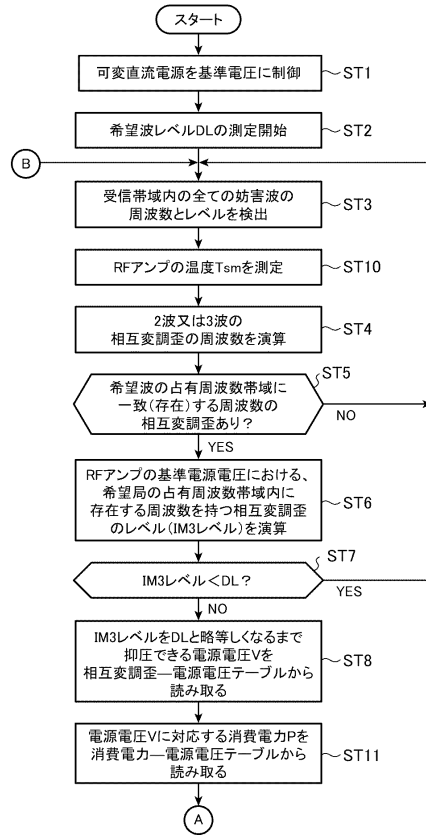 スタート
可変直流電源を基準電圧に制御
ST1
希望波レベルDLの測定開始
ST2
B
受信帯域内の全ての妨害波の
周波数とレベルを検出
ST3
RFアンプの温度Tsmを測定
ST10
2波又は3波の
相互変調歪の周波数を演算
ST4
希望波の占有周波数帯域に
一致(存在)する周波数の
相互変調歪あり?
ST5
NO
YES
RFアンプの基準電源電圧における、
希望局の占有周波数帯域内に
存在する周波数を持つ相互変調歪
のレベル(IM3レベル)を演算
ST6
IM3レベル<DL?
ST7
YES
NO
IM3レベルをDLと略等しくなるまで
抑圧できる電源電圧Vを
相互変調歪―電源電圧テーブルから
読み取る
ST8
電源電圧Vに対応する消費電力Pを
消費電力―電源電圧テーブルから
読み取る
ST11
A